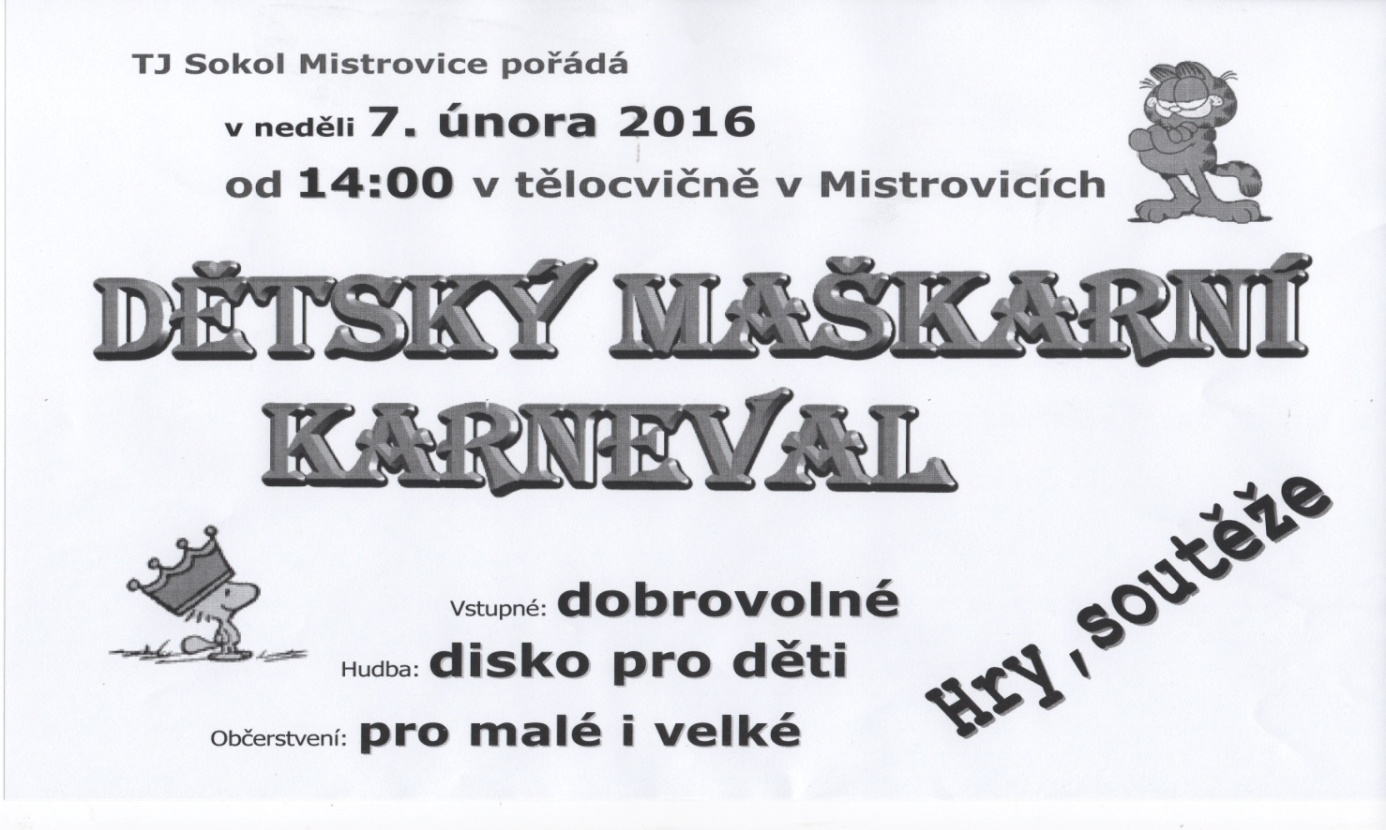 TJ Sokol Mistrovice pořádá
v neděli 7. února 2016
od 14:00 v tělocvičně v Mistrovicích
DĚTSKÝ MAŠKARNÍ
KARNEVAL
Hry, soutěže
Vstupné: dobrovolné
Hudba: disko pro děti
Občerstvení: pro malé i velké